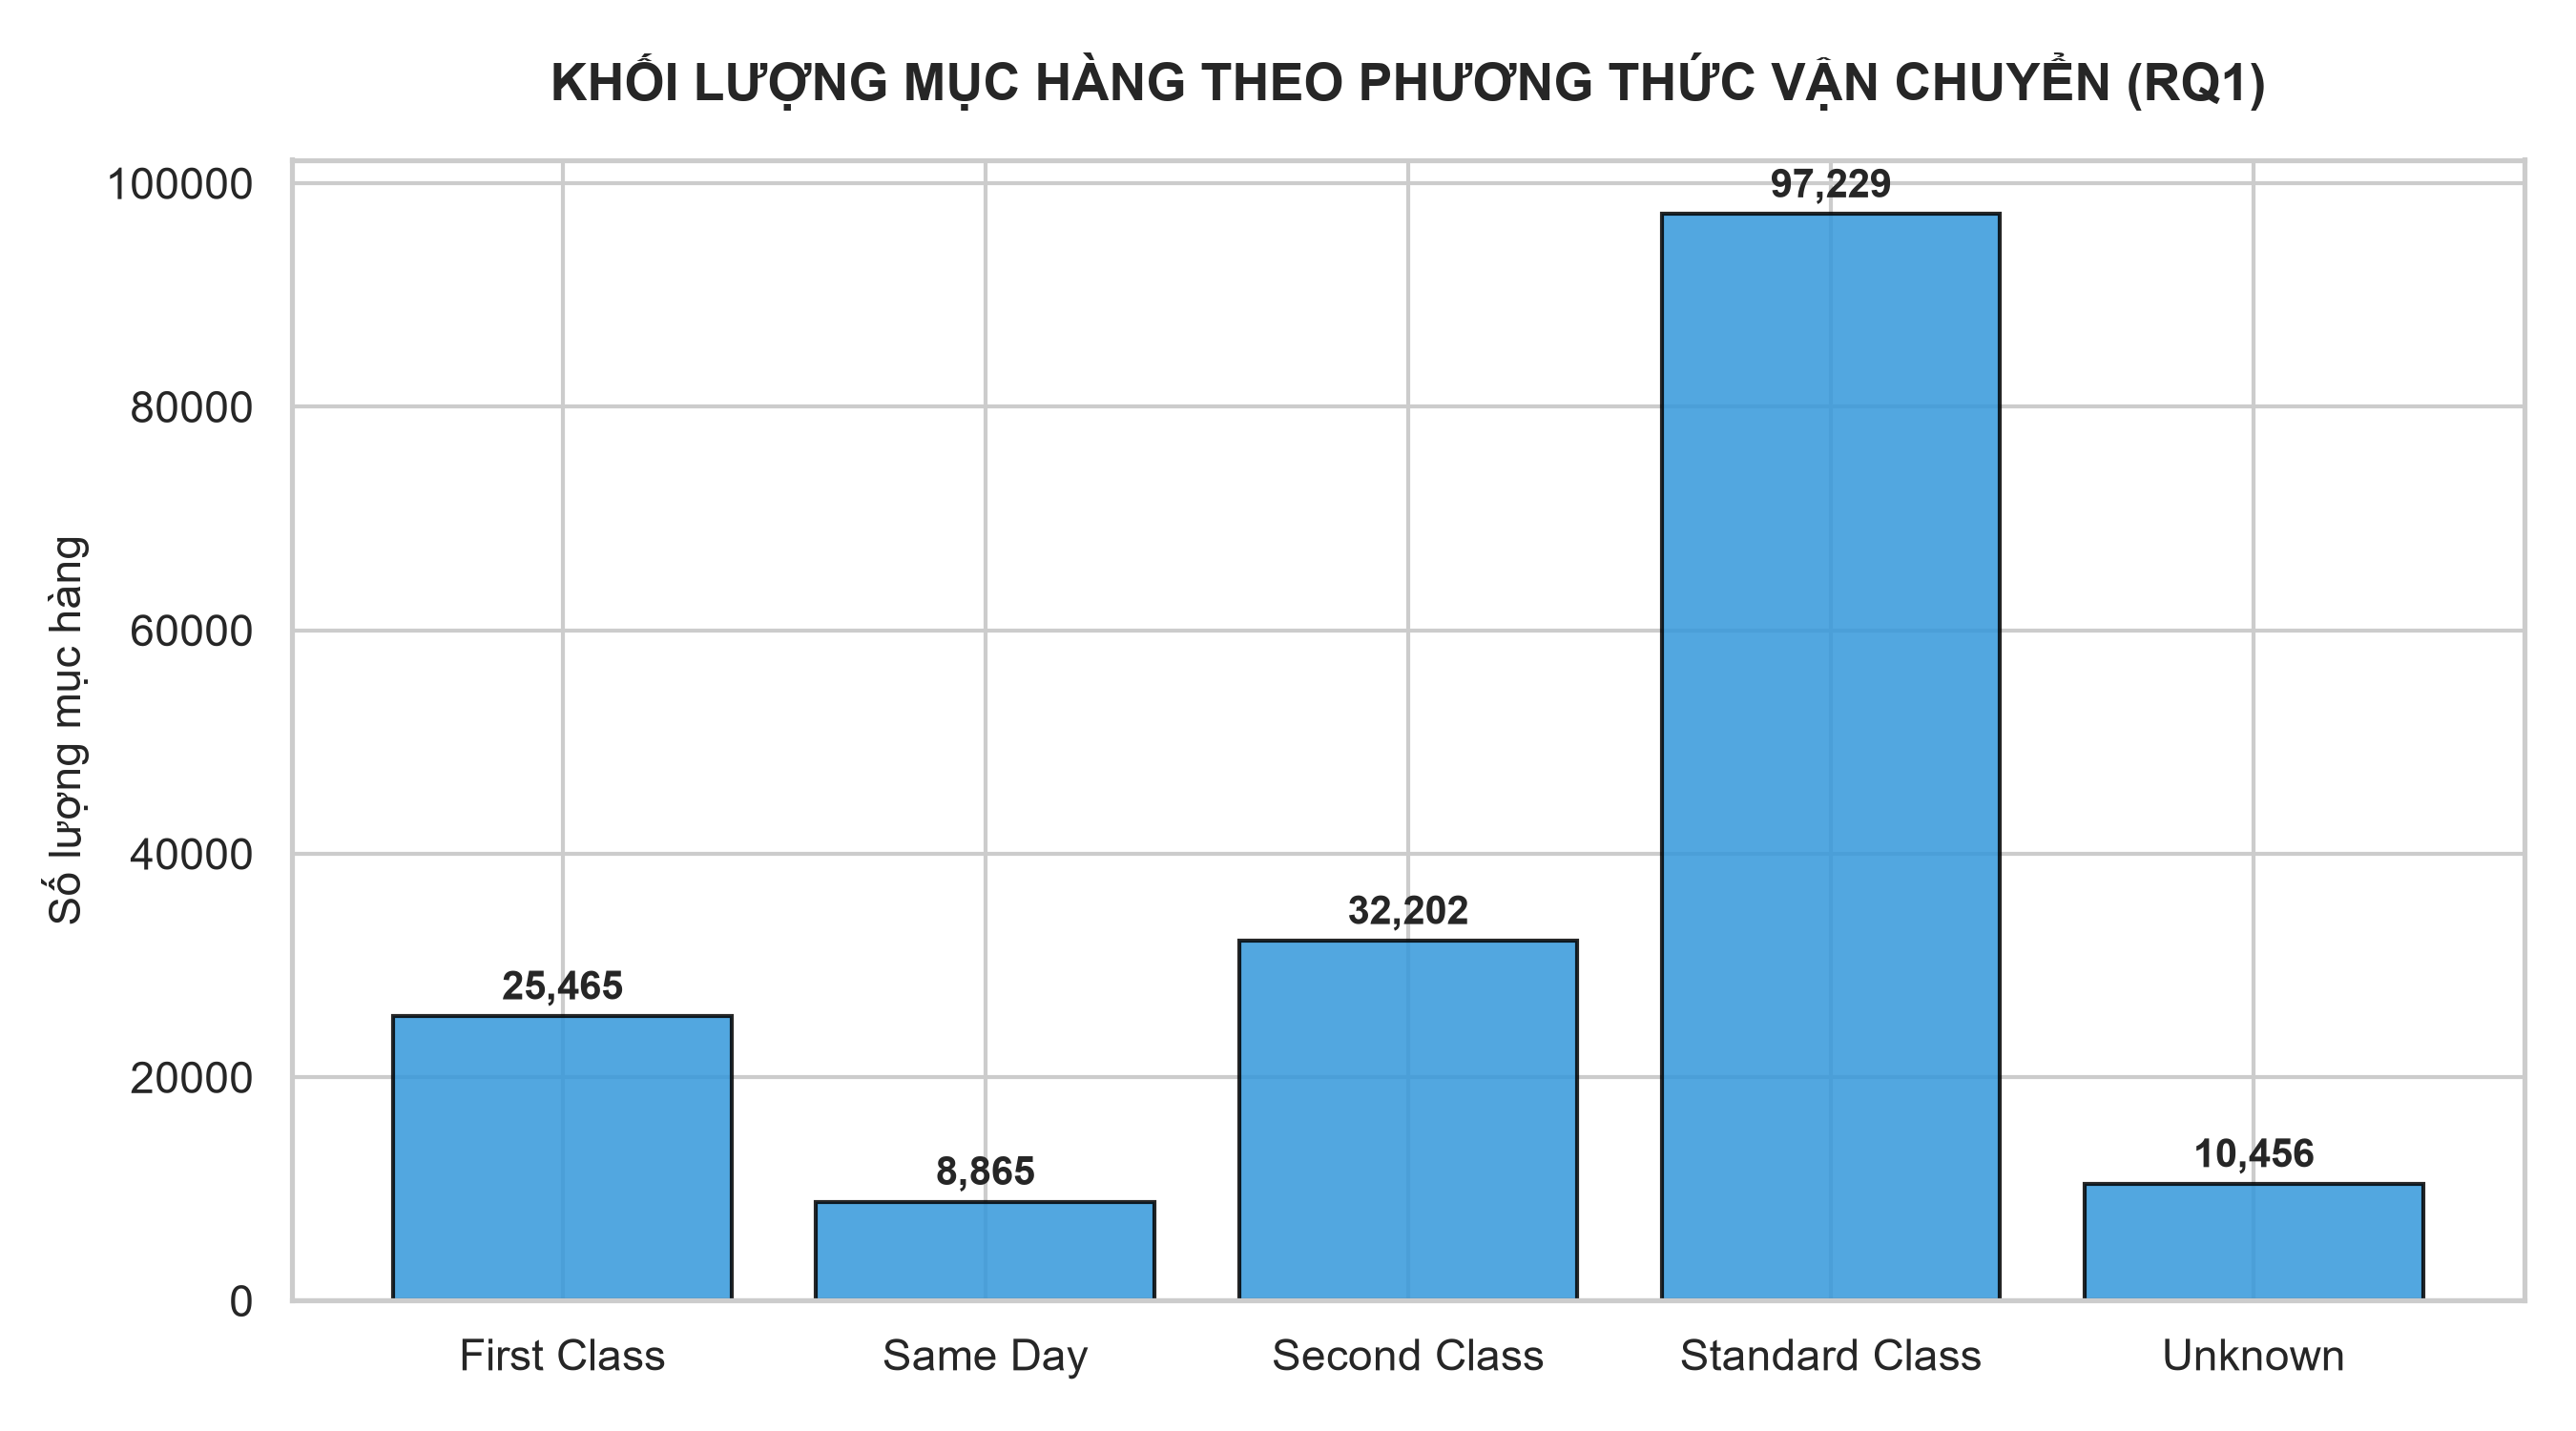 KHỐI LƯỢNG MỤC HÀNG THEO PHƯƠNG THỨC VẬN CHUYỂN (RQ1)
Số lượng mục hàng
100000
80000
60000
40000
20000
0
25,465
8,865
32,202
97,229
10,456
First Class
Same Day
Second Class
Standard Class
Unknown